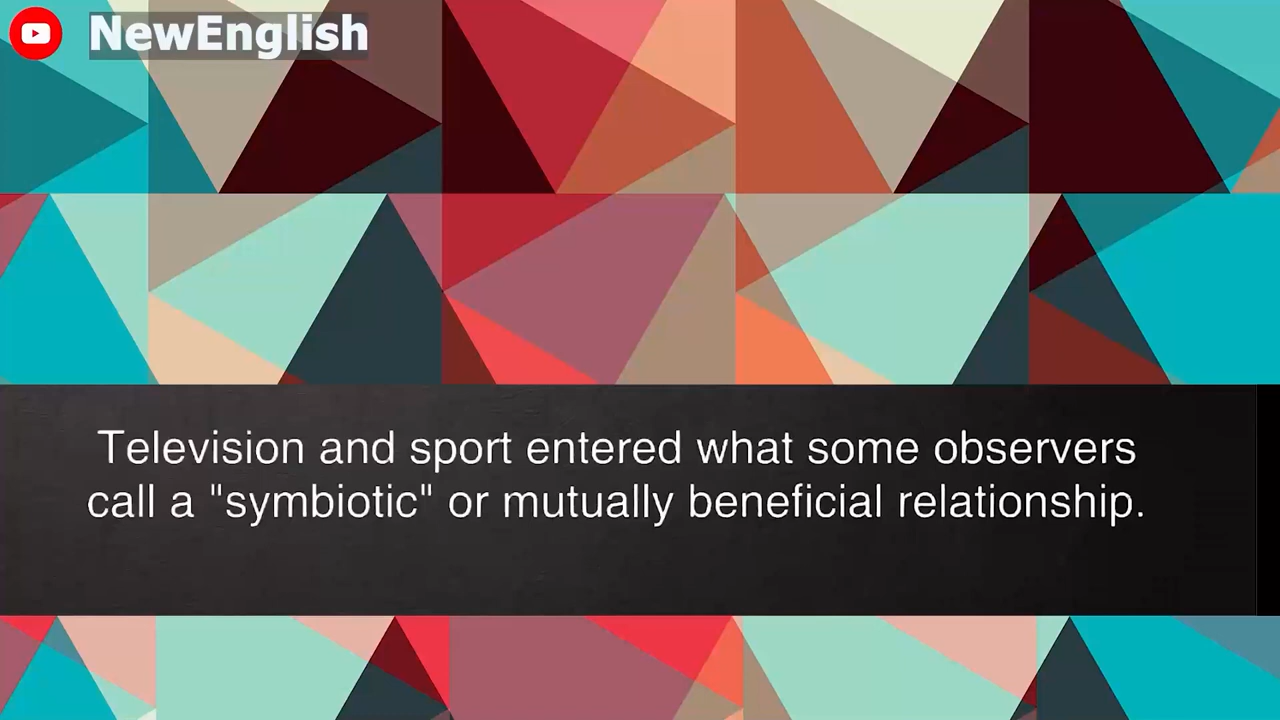 NewEnglish
Television and sport entered what some observers
call a "symbiotic" or mutually beneficial relationship.